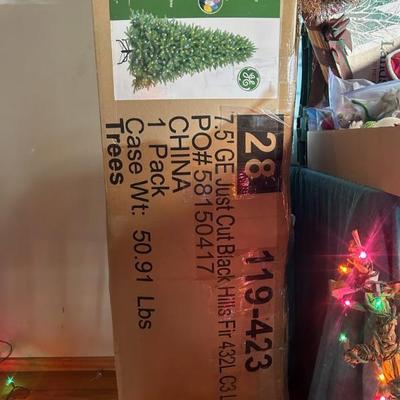 28
119-423
7.5' GE Just Cut Black Hills Fir 432L C3 L
PO# 58150417
CHINA
1 Pack
Case Wt: 50.91 Lbs
Trees